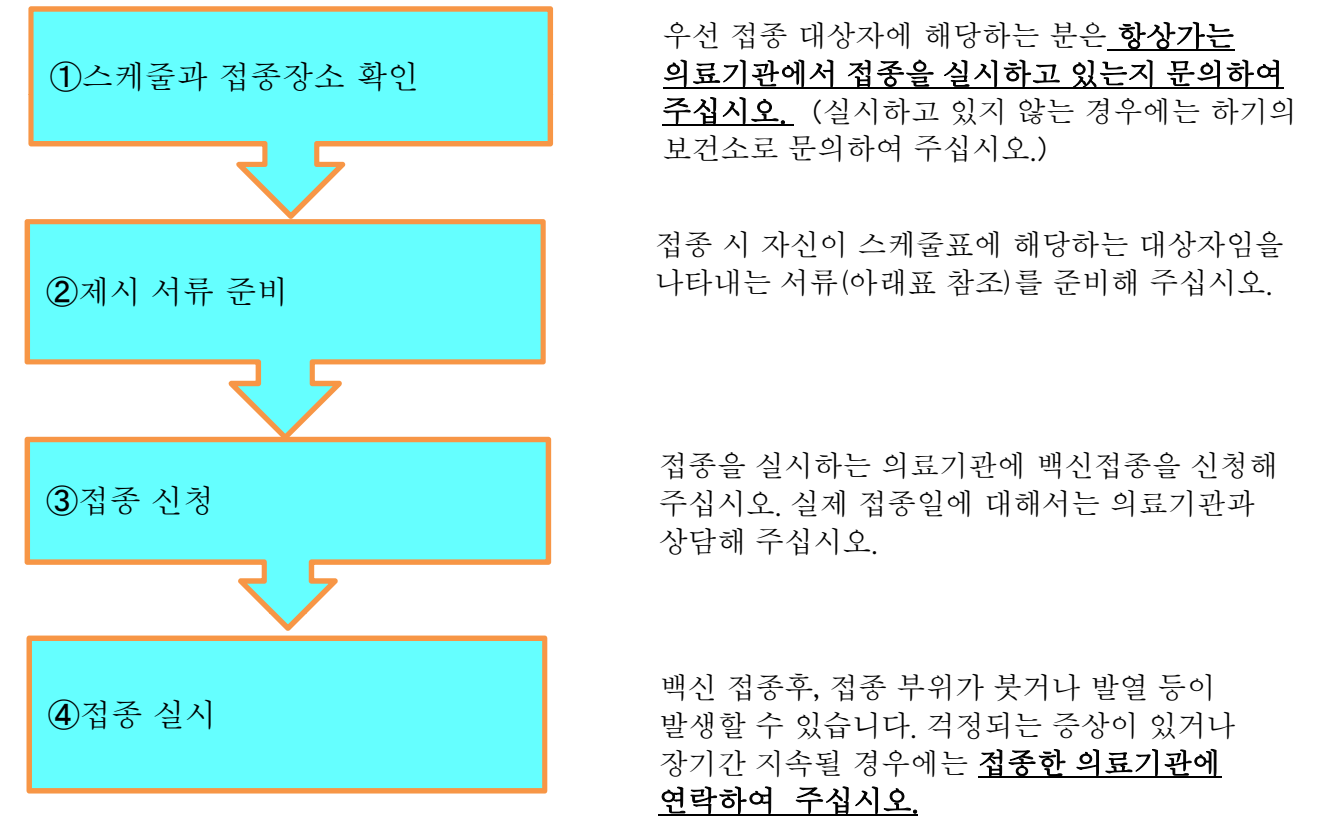 ①스케줄과 접종장소 확인
우선 접종 대상자에 해당하는 분은 항상가는
의료기관에서 접종을 실시하고 있는지 문의하여
주십시오. (실시하고 있지 않는 경우에는 하기의
보건소로 문의하여 주십시오.)
②제시 서류 준비
접종 시 자신이 스케줄표에 해당하는 대상자임을
나타내는 서류(아래표 참조)를 준비해 주십시오.
③접종 신청
접종을 실시하는 의료기관에 백신접종을 신청해
주십시오. 실제 접종일에 대해서는 의료기관과
상담해 주십시오.
④접종 실시
백신 접종후, 접종 부위가 붓거나 발열 등이
발생할 수 있습니다. 걱정되는 증상이 있거나
장기간 지속될 경우에는 접종한 의료기관에
연락하여 주십시오.